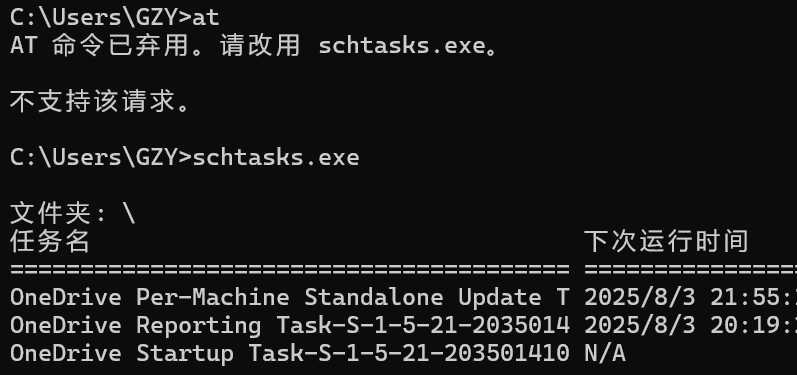 C:\Users\GZY>at
AT 命令已弃用。请改用 schtasks.exe。
不支持该请求。
C:\Users\GZY>schtasks.exe
文件夹: \
任务名 下次运行时间
======================================== ================
OneDrive Per-Machine Standalone Update T 2025/8/3 21:55:
OneDrive Reporting Task-S-1-5-21-2035014 2025/8/3 20:19:
OneDrive Startup Task-S-1-5-21-203501410 N/A